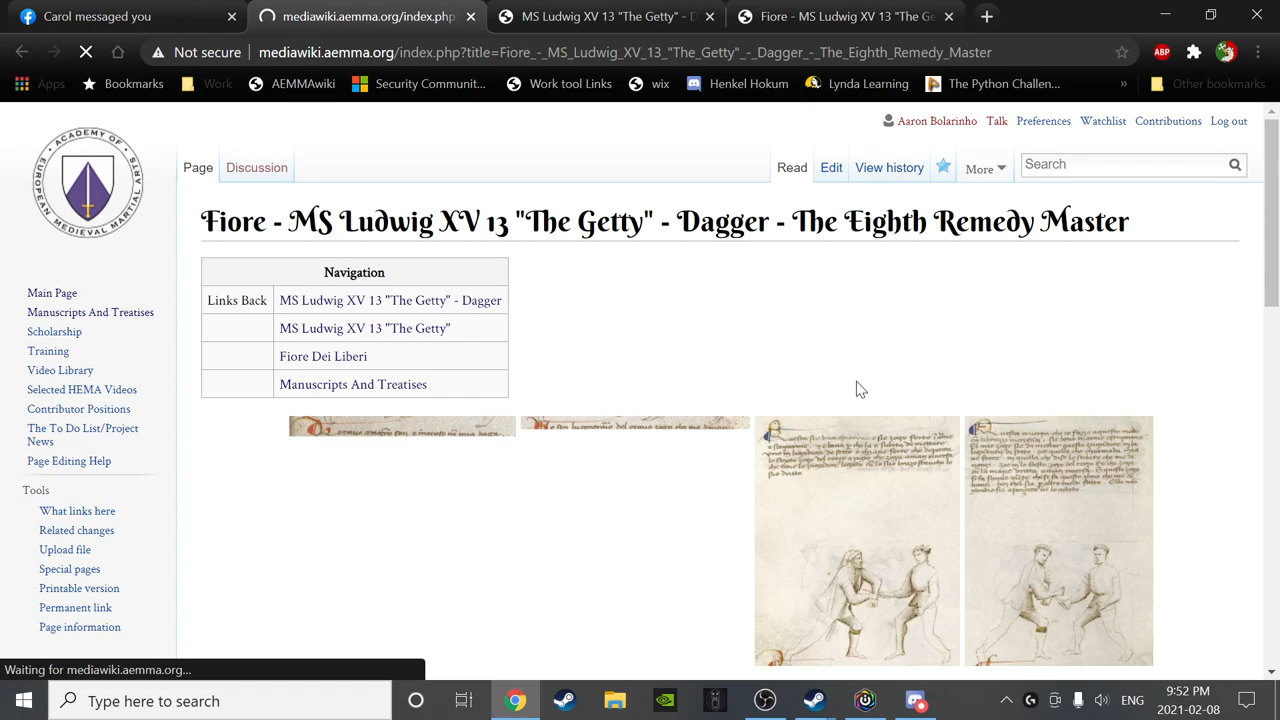 Carol messaged you
mediawiki.aemma.org/index.php?
MS Ludwig XV 13 "The Getty" - D
Fiore - MS Ludwig XV 13 "The Ge
Not secure
mediawiki.aemma.org/index.php?title=Fiore_-_MS_Ludwig_XV_13_"The_Getty"_-_Dagger_-_The_Eighth_Remedy_Master
ABP
Apps
Bookmarks
Work
AEMMAwiki
Security Communit...
Work tool Links
wix
Henkel Hokum
Lynda Learning
The Python Challen...
»
Other bookmarks
ACADEMY OF EUROPEAN MEDIEVAL MARTIAL ARTS
Aaron Bolarinho Talk Preferences Watchlist Contributions Log out
Page Discussion Read Edit View history More Search
Fiore - MS Ludwig XV 13 "The Getty" - Dagger - The Eighth Remedy Master
Navigation
Links Back MS Ludwig XV 13 "The Getty" - Dagger
MS Ludwig XV 13 "The Getty"
Fiore Dei Liberi
Manuscripts And Treatises
Main Page
Manuscripts And Treatises
Scholarship
Training
Video Library
Selected HEMA Videos
Contributor Positions
The To Do List/Project
News
Page Editing Help
Tools
What links here
Related changes
Upload file
Special pages
Printable version
Permanent link
Page information
Waiting for mediawiki.aemma.org...
Type here to search
ENG
9:52 PM
2021-02-08